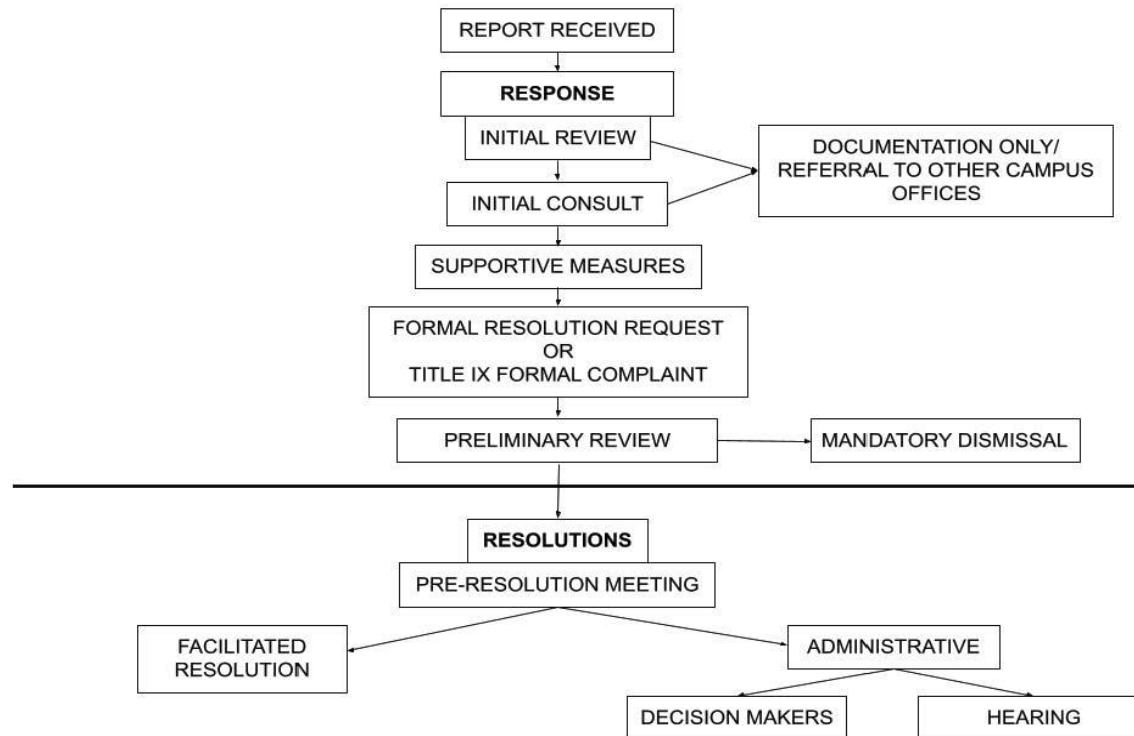 REPORT RECEIVED
RESPONSE
INITIAL REVIEW
DOCUMENTATION ONLY/
REFERRAL TO OTHER CAMPUS
OFFICES
INITIAL CONSULT
SUPPORTIVE MEASURES
FORMAL RESOLUTION REQUEST
OR
TITLE IX FORMAL COMPLAINT
PRELIMINARY REVIEW
MANDATORY DISMISSAL
RESOLUTIONS
PRE-RESOLUTION MEETING
FACILITATED
RESOLUTION
ADMINISTRATIVE
DECISION MAKERS
HEARING